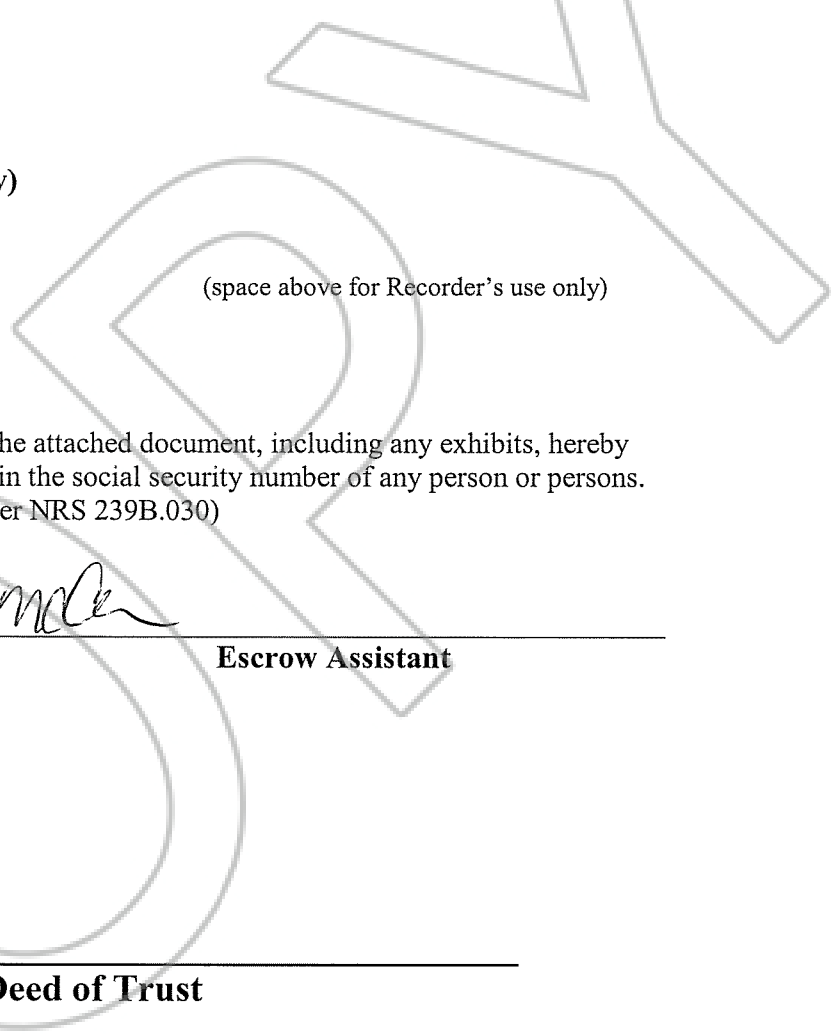 y)
(space above for Recorder's use only)
he attached document, including any exhibits, hereby
in the social security number of any person or persons.
er NRS 239B.030)
Escrow Assistant
Deed of Trust
COPY